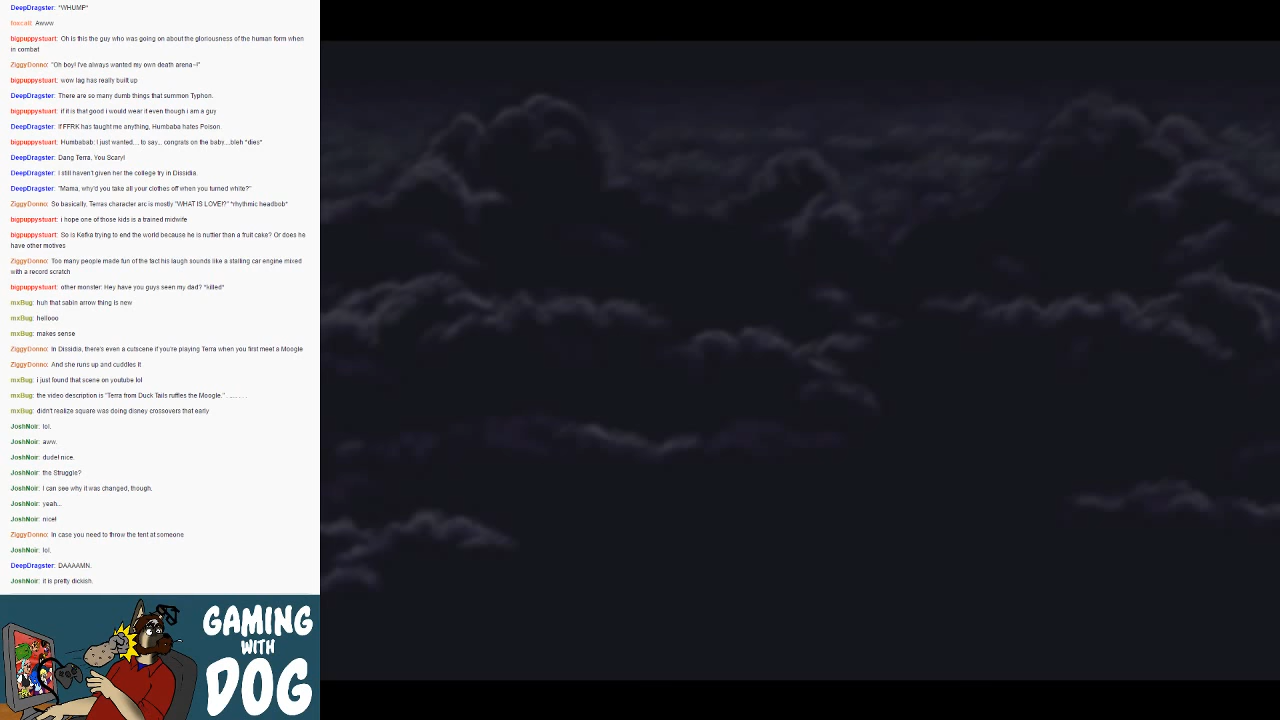 DeepDragster: *WHUMP*
foxcall: Awww
bigpuppystuart: Oh is this the guy who was going on about the gloriousness of the human form when
in combat
ZiggyDonno: "Oh boy! I've always wanted my own death arena~!"
bigpuppystuart: wow lag has really built up
DeepDragster: There are so many dumb things that summon Typhon.
bigpuppystuart: if it is that good i would wear it even though i am a guy
DeepDragster: If FFRK has taught me anything, Humbaba hates Poison
bigpuppystuart: Humbabab: I just wanted.... to say... congrats on the baby....bleh *dies*
DeepDragster: Dang Terra, You Scary!
DeepDragster: I still haven't given her the college try in Dissidia.
DeepDragster: "Mama, why'd you take all your clothes off when you turned white?"
ZiggyDonno: So basically, Terras character arc is mostly "WHAT IS LOVE!?" *rhythmic headbob*
bigpuppystuart: i hope one of those kids is a trained midwife
bigpuppystuart: So is Kefka trying to end the world because he is nuttier than a fruit cake? Or does he
have other motives
ZiggyDonno: Too many people made fun of the fact his laugh sounds like a stalling car engine mixed
with a record scratch
bigpuppystuart: other monster: Hey have you guys seen my dad? *killed*
mxBug: huh that sabin arrow thing is new
mxBug: hellooo
mxBug: makes sense
ZiggyDonno: In Dissidia, there's even a cutscene if you're playing Terra when you first meet a Moogle
ZiggyDonno: And she runs up and cuddles it
mxBug: i just found that scene on youtube lol
mxBug: the video description is "Terra from Duck Tails ruffles the Moogle." . ... . . .
mxBug: didn't realize square was doing disney crossovers that early
JoshNoir: lol.
JoshNoir: aww.
JoshNoir: dude! nice.
JoshNoir: the Struggle?
JoshNoir: I can see why it was changed, though.
JoshNoir: yeah...
JoshNoir: nice!
ZiggyDonno: In case you need to throw the tent at someone
JoshNoir: lol.
DeepDragster: DAAAAMN.
JoshNoir: it is pretty dickish.
GAMING
WITH
DOG